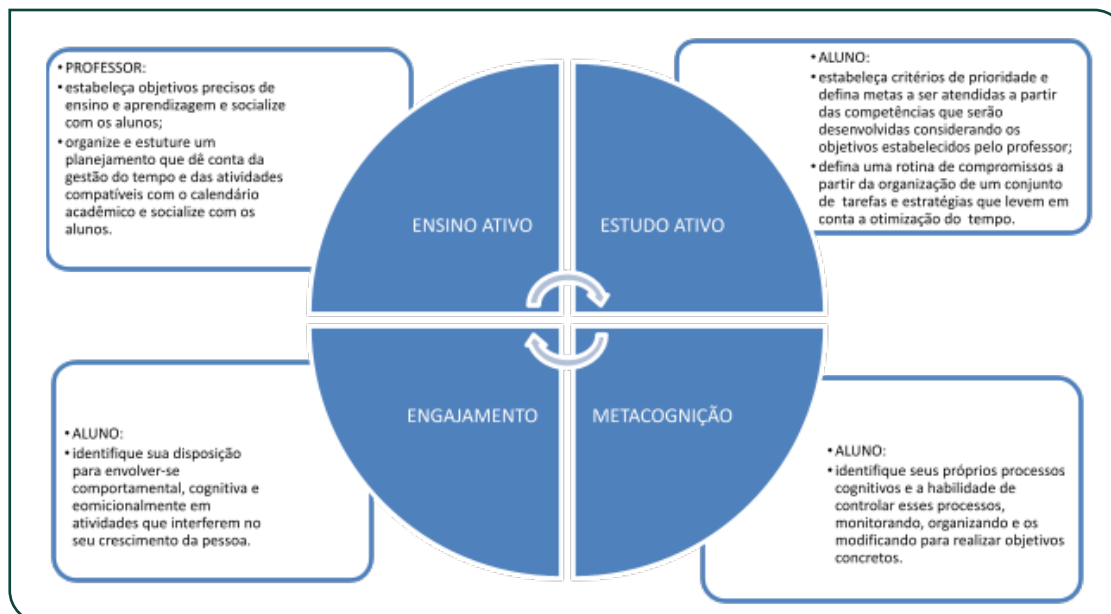 • PROFESSOR:
• estabeleça objetivos precisos de
ensino e aprendizagem e socialize
com os alunos;
• organize e estuture um
planejamento que dê conta da
gestão do tempo e das atividades
compatíveis com o calendário
acadêmico e socialize com os
alunos.
• ALUNO:
• estabeleça critérios de prioridade e
defina metas a ser atendidas a partir
das competências que serão
desenvolvidas considerando os
objetivos estabelecidos pelo professor;
• defina uma rotina de compromissos a
partir da organização de um conjunto
de tarefas e estratégias que levem em
conta a otimização do tempo.
ENSINO ATIVO
ESTUDO ATIVO
ENGAJAMENTO
METACOGNIÇÃO
• ALUNO:
• identifique sua disposição
para envolver-se
comportamental, cognitiva e
eomicionalmente em
atividades que interferem no
seu crescimento da pessoa.
• ALUNO:
• identifique seus próprios processos
cognitivos e a habilidade de
controlar esses processos,
monitorando, organizando e os
modificando para realizar objetivos
concretos.